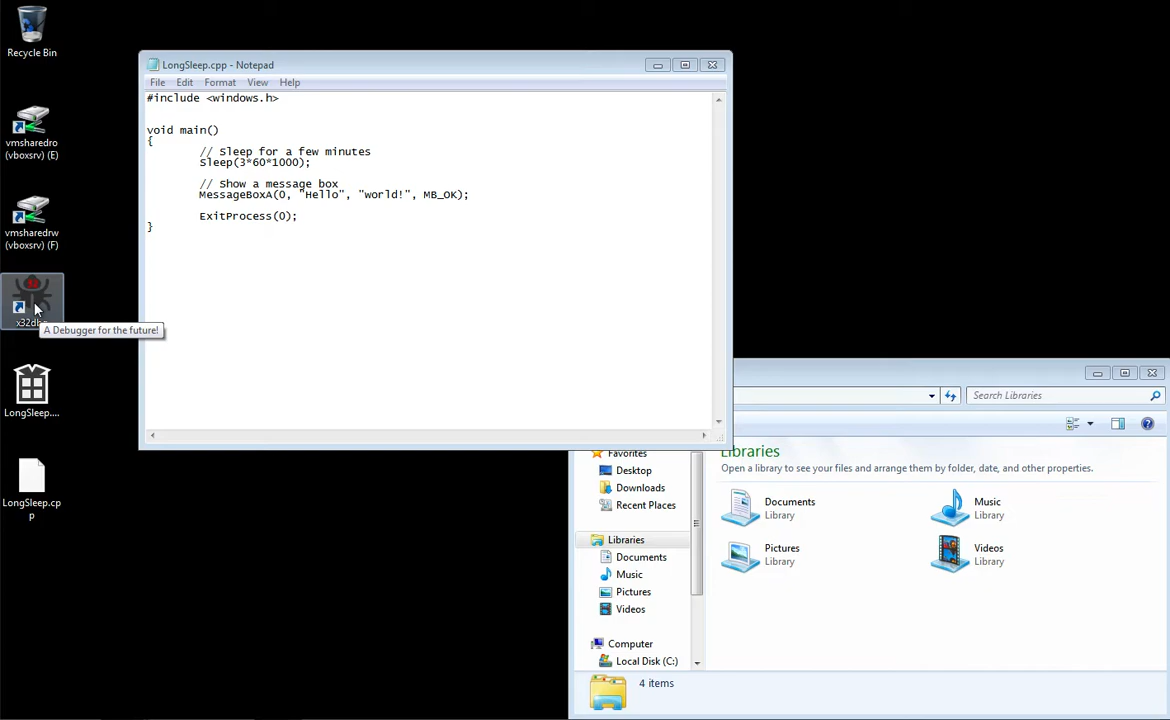 Recycle Bin
vmsharedro
(vboxsrv) (E)
vmsharedrw
(vboxsrv) (F)
A Debugger for the future!
LongSleep....
LongSleep.cp
p
LongSleep.cpp - Notepad
File Edit Format View Help
#include <windows.h>
void main()
{
// Sleep for a few minutes
Sleep(3*60*1000);
// Show a message box
MessageBoxA(0, "Hello", "world!", MB_OK);
ExitProcess(0);
}
Search Libraries
Favorites
Desktop
Downloads
Recent Places
Libraries
Documents
Music
Pictures
Videos
Computer
Local Disk (C:)
Libraries
Open a library to see your files and arrange them by folder, date, and other properties.
Documents
Library
Music
Library
Pictures
Library
Videos
Library
4 items